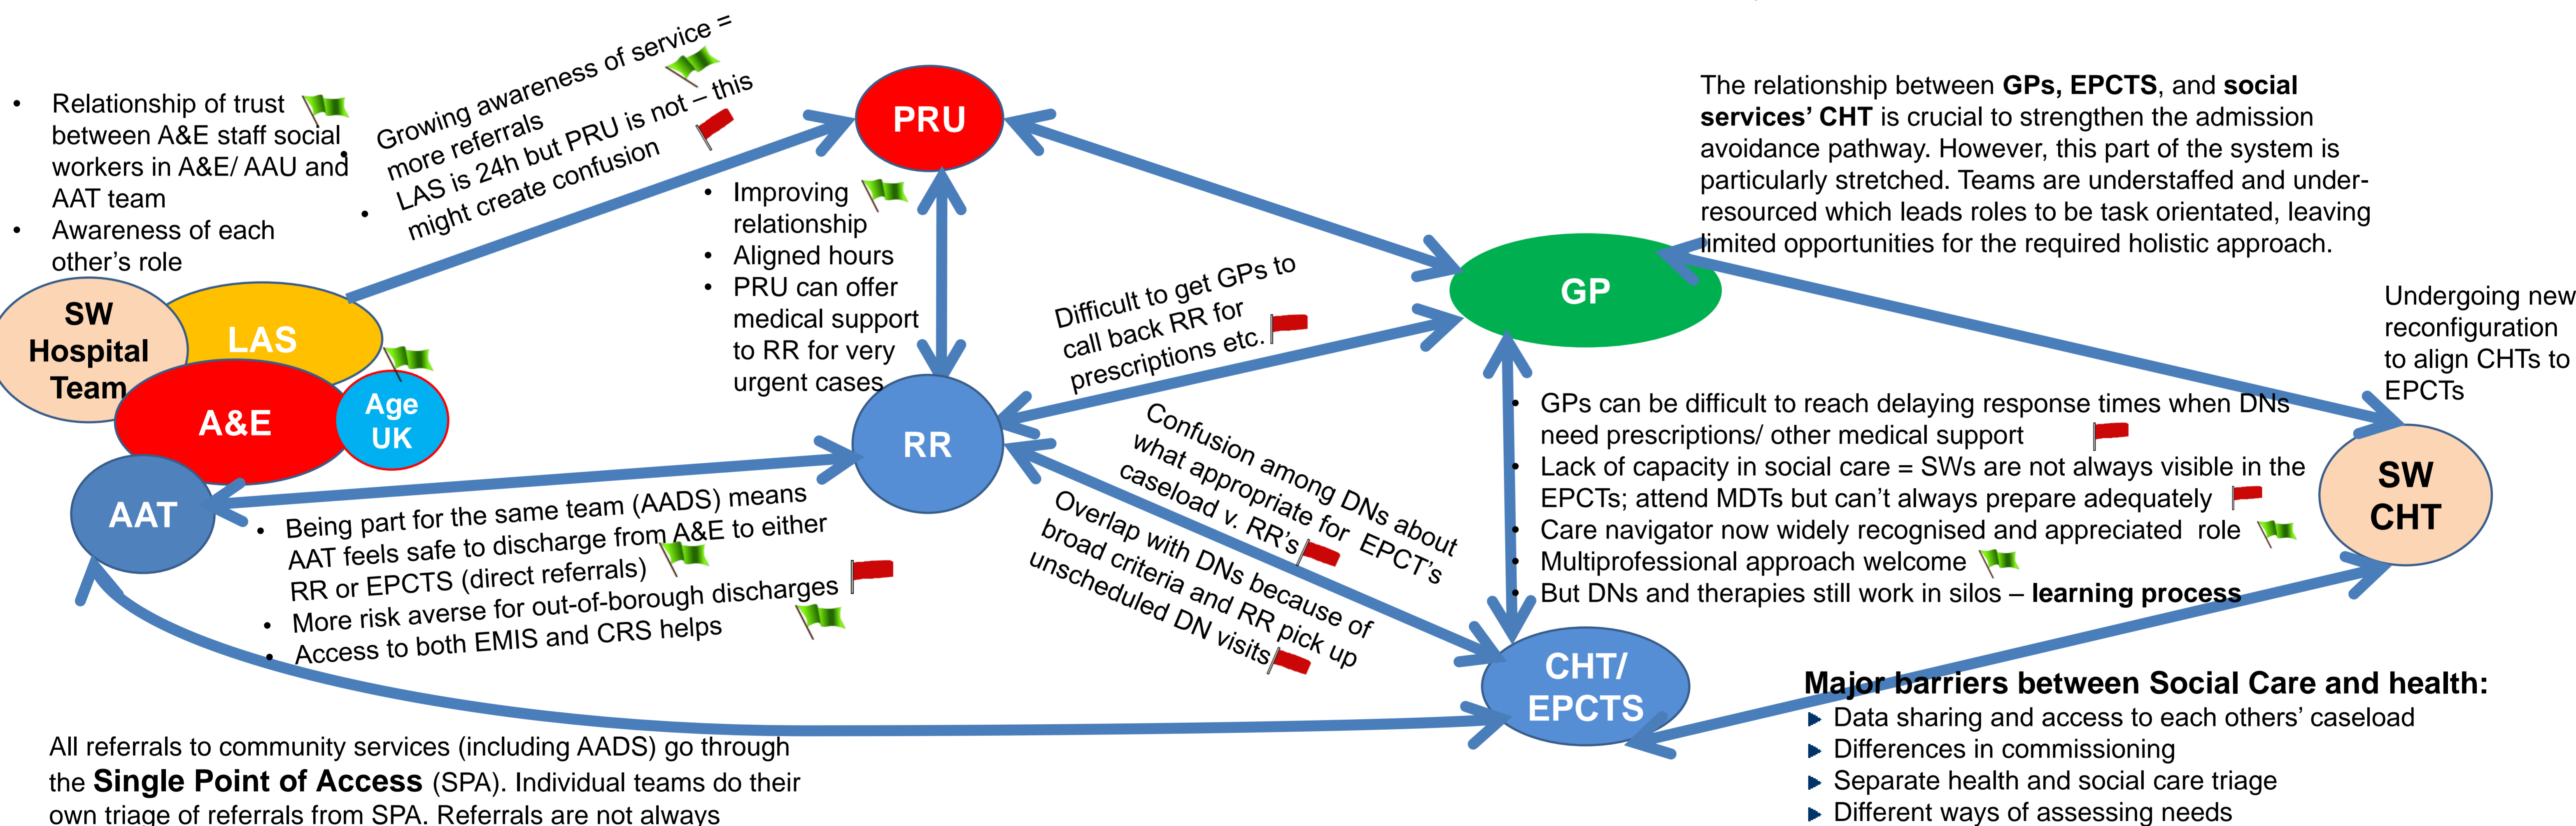 • Relationship of trust
between A&E staff social
workers in A&E/ AAU and
AAT team
• Awareness of each
other’s role
• Growing awareness of service =
more referrals
• LAS is 24h but PRU is not – this
might create confusion
PRU
• Improving
relationship
• Aligned hours
• PRU can offer
medical support
to RR for very
urgent cases
The relationship between GPs, EPCTS, and social
services’ CHT is crucial to strengthen the admission
avoidance pathway. However, this part of the system is
particularly stretched. Teams are understaffed and under-
resourced which leads roles to be task orientated, leaving
limited opportunities for the required holistic approach.
GP
Undergoing new
reconfiguration
to align CHTs to
EPCTs
SW
Hospital
Team
LAS
A&E
Age
UK
AAT
RR
Difficult to get GPs to
call back RR for
prescriptions etc.
Confusion among DNs about
what appropriate for EPCT’s
caseload v. RR’s
Overlap with DNs because of
broad criteria and RR pick up
unscheduled DN visits
• GPs can be difficult to reach delaying response times when DNs
need prescriptions/ other medical support
• Lack of capacity in social care = SWs are not always visible in the
EPCTs; attend MDTs but can’t always prepare adequately
• Care navigator now widely recognised and appreciated role
• Multiprofessional approach welcome
• But DNs and therapies still work in silos – learning process
SW
CHT
• Being part for the same team (AADS) means
AAT feels safe to discharge from A&E to either
RR or EPCTS (direct referrals)
• More risk averse for out-of-borough discharges
• Access to both EMIS and CRS helps
CHT/
EPCTS
All referrals to community services (including AADS) go through
the Single Point of Access (SPA). Individual teams do their
own triage of referrals from SPA. Referrals are not always
Major barriers between Social Care and health:
Data sharing and access to each others’ caseload
Differences in commissioning
Separate health and social care triage
Different ways of assessing needs